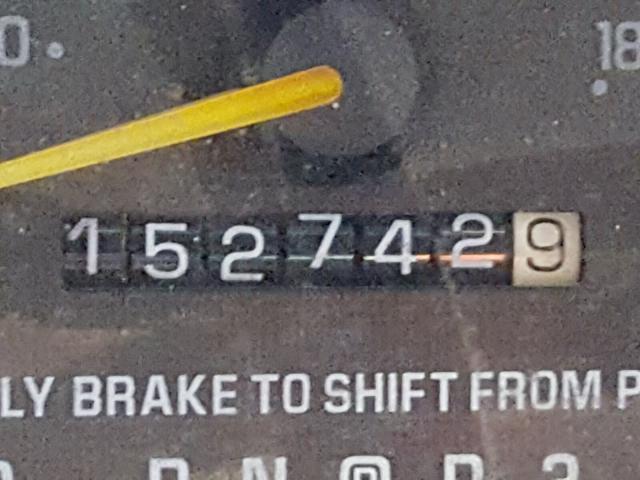 0 18
1527429
LY BRAKE TO SHIFT FROM P